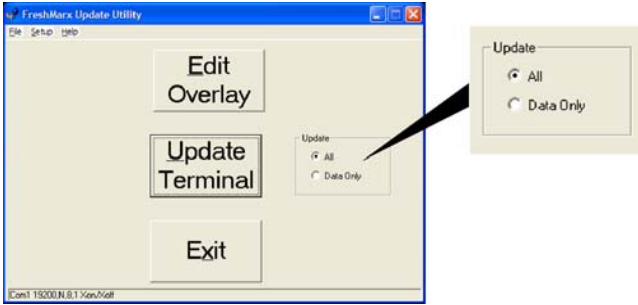 FreshMarx Update Utility
File Setup Help
Edit
Overlay
Update
Terminal
Update
All
Data Only
Exit
Com1 19200,N,8,1 Xon/Xoff
Update
All
Data Only